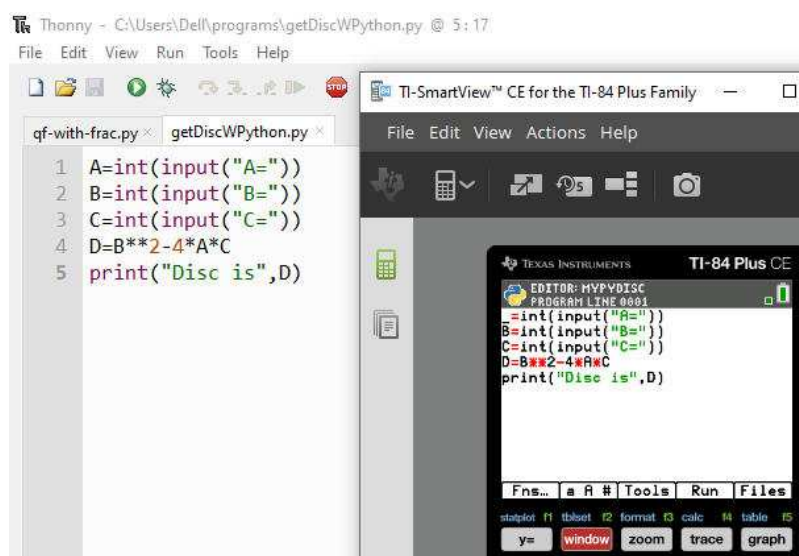 Thonny - C:\Users\Dell\programs\getDiscWPython.py @ 5:17
File Edit View Run Tools Help
STOP
qf-with-frac.py × getDiscWPython.py ×
1 A=int(input("A="))
2 B=int(input("B="))
3 C=int(input("C="))
4 D=B**2-4*A*C
5 print("Disc is",D)
TI-SmartView™ CE for the TI-84 Plus Family
File Edit View Actions Help
5
TEXAS INSTRUMENTS TI-84 Plus CE
EDITOR: MYPYDISC
PROGRAM LINE 0001
_=int(input("A="))
B=int(input("B="))
C=int(input("C="))
D=B**2-4*A*C
print("Disc is",D)
Fns… a A # Tools Run Files
statplot f1 tblset f2 format f3 calc f4 table f5
y= window zoom trace graph